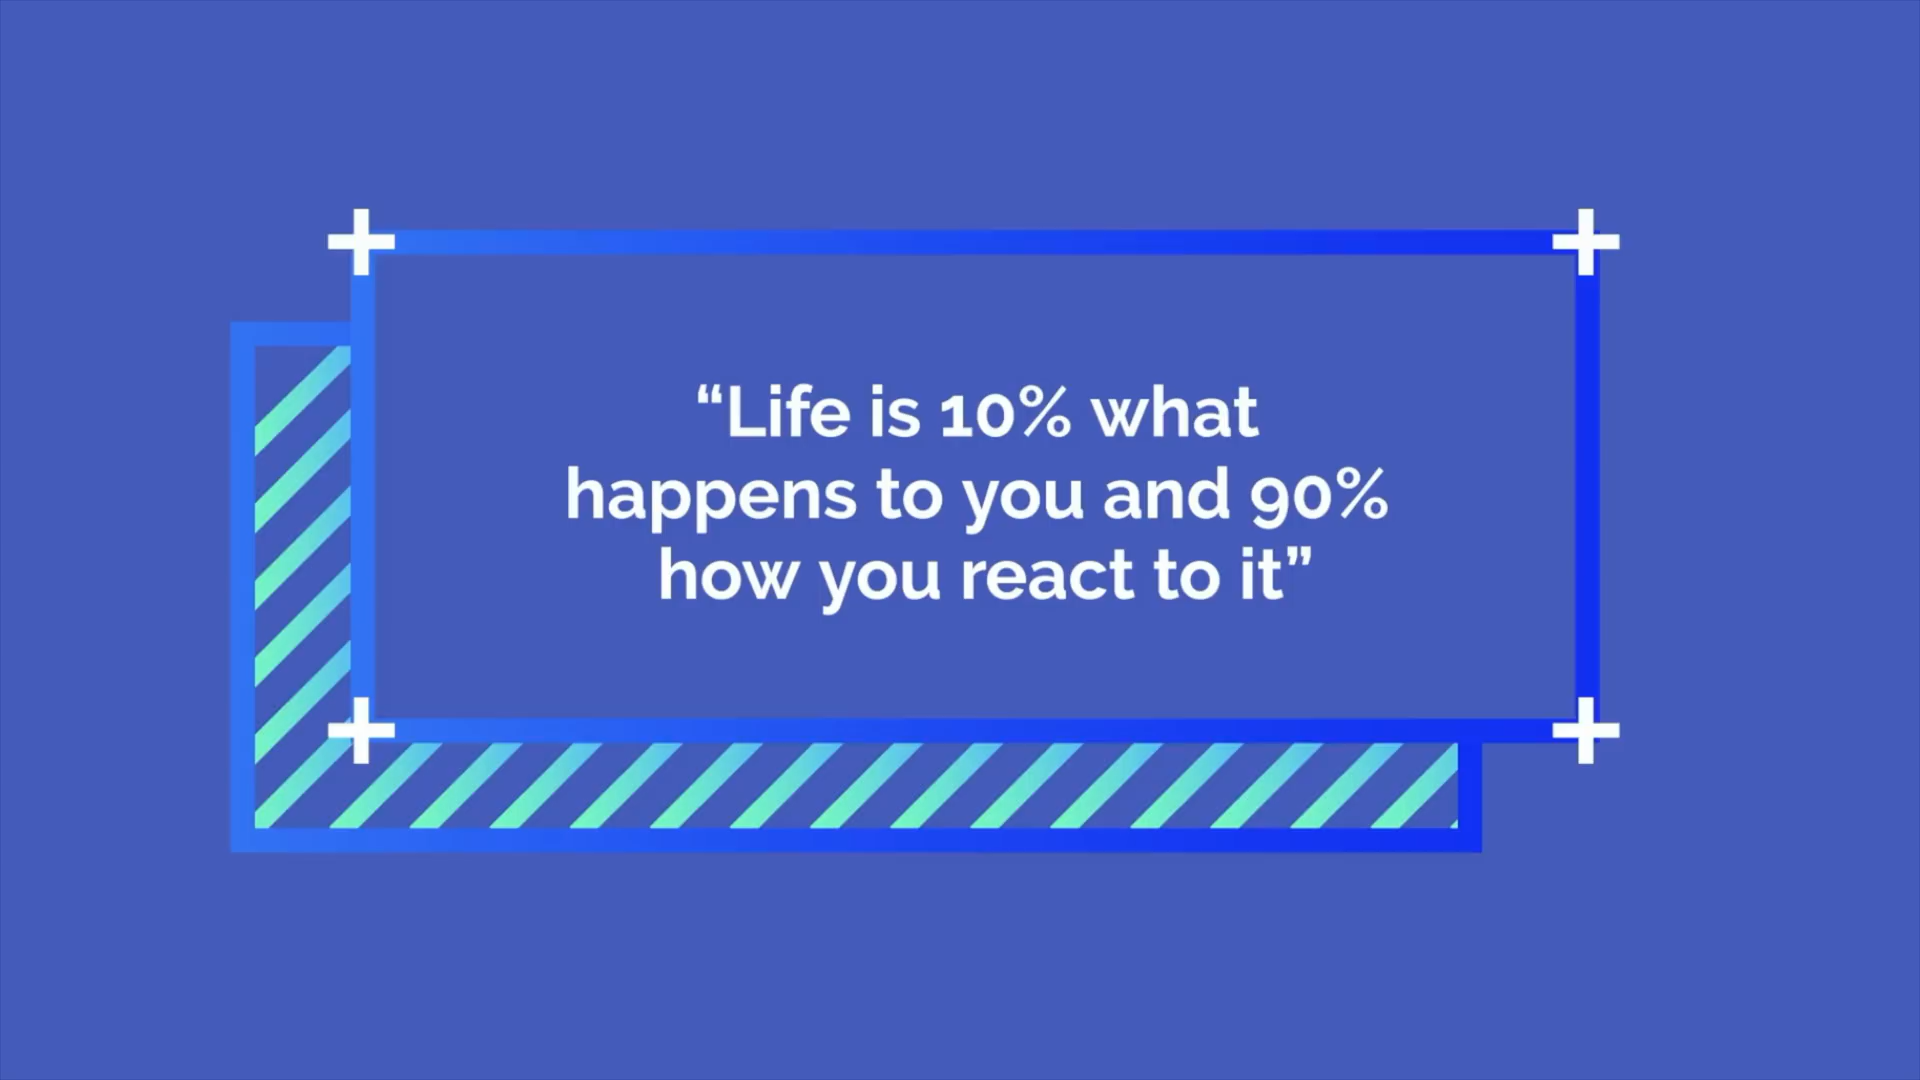 “Life is 10% what
happens to you and 90%
how you react to it”